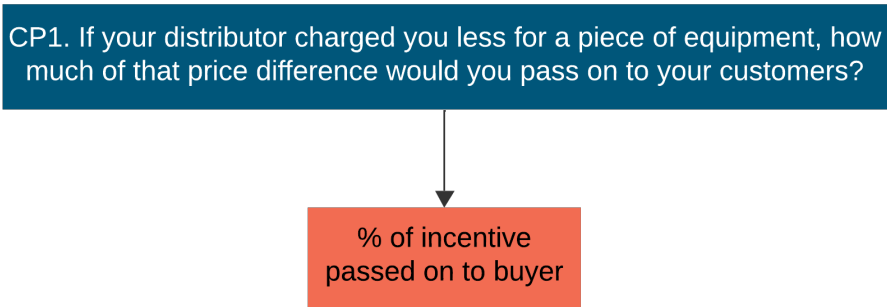 CP1. If your distributor charged you less for a piece of equipment, how
much of that price difference would you pass on to your customers?
% of incentive
passed on to buyer